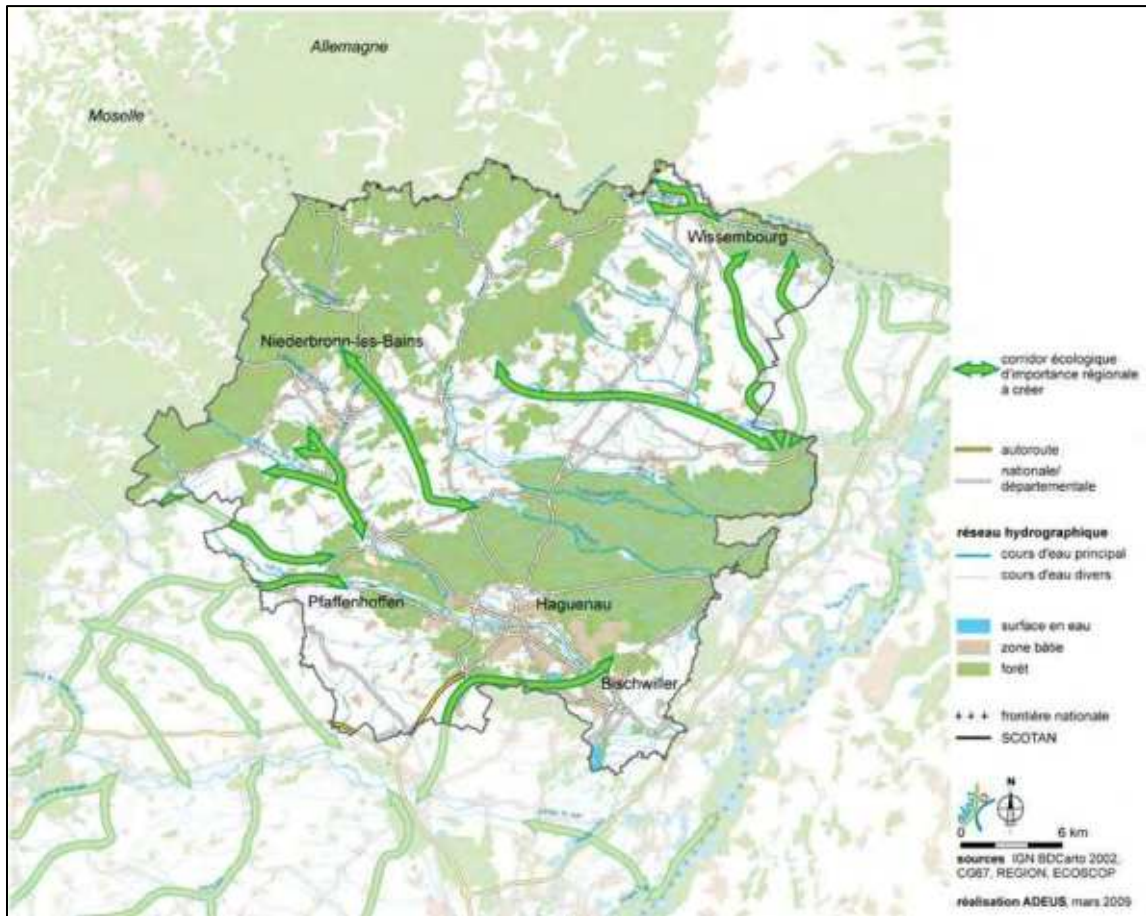 Allemagne
Moselle
Wissembourg
Niederbronn-les-Bains
Pfaffenhoffen
Haguenau
Bischwiller
corridor écologique
d'importance régionale
à créer
autoroute
nationale/
départementale
réseau hydrographique
cours d'eau principal
cours d'eau divers
surface en eau
zone bâtie
forêt
frontière nationale
SCOTAN
N
0 6 km
sources IGN BDCarto 2002,
CG67, REGION, ECOSCOP
réalisation ADEUS, mars 2009